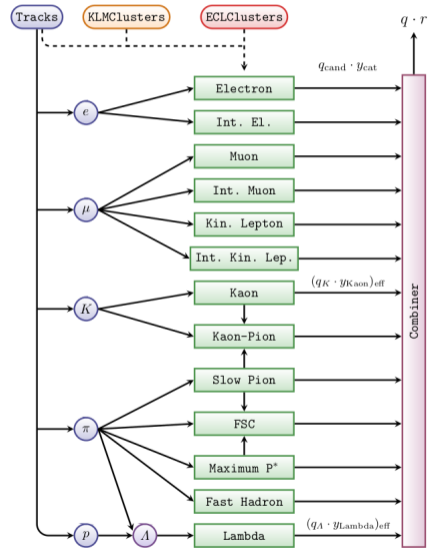 Tracks KLMClusters ECLClusters q · r
q_cand · y_cat
Electron
e
Int. El.
Muon
Int. Muon
μ
Kin. Lepton
Int. Kin. Lep.
Kaon (q_K · y_Kaon)_eff
K
Kaon-Pion
Combiner
Slow Pion
π
FSC
Maximum P*
Fast Hadron
(q_Λ · y_Lambda)_eff
p Λ Lambda